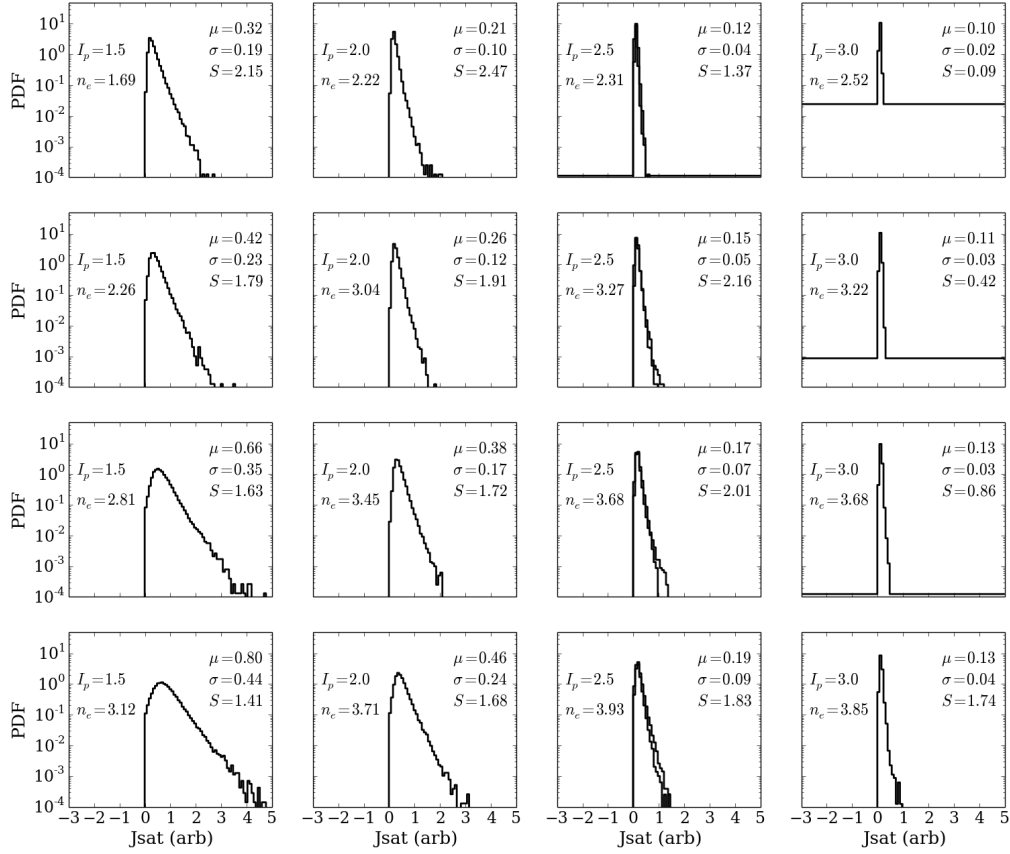 PDF
10^1
10^0
10^-1
10^-2
10^-3
10^-4
I_p=1.5
n_e=1.69
μ=0.32
σ=0.19
S=2.15
I_p=2.0
n_e=2.22
μ=0.21
σ=0.10
S=2.47
I_p=2.5
n_e=2.31
μ=0.12
σ=0.04
S=1.37
I_p=3.0
n_e=2.52
μ=0.10
σ=0.02
S=0.09
PDF
10^1
10^0
10^-1
10^-2
10^-3
10^-4
I_p=1.5
n_e=2.26
μ=0.42
σ=0.23
S=1.79
I_p=2.0
n_e=3.04
μ=0.26
σ=0.12
S=1.91
I_p=2.5
n_e=3.27
μ=0.15
σ=0.05
S=2.16
I_p=3.0
n_e=3.22
μ=0.11
σ=0.03
S=0.42
PDF
10^1
10^0
10^-1
10^-2
10^-3
10^-4
I_p=1.5
n_e=2.81
μ=0.66
σ=0.35
S=1.63
I_p=2.0
n_e=3.45
μ=0.38
σ=0.17
S=1.72
I_p=2.5
n_e=3.68
μ=0.17
σ=0.07
S=2.01
I_p=3.0
n_e=3.68
μ=0.13
σ=0.03
S=0.86
PDF
10^1
10^0
10^-1
10^-2
10^-3
10^-4
I_p=1.5
n_e=3.12
μ=0.80
σ=0.44
S=1.41
I_p=2.0
n_e=3.71
μ=0.46
σ=0.24
S=1.68
I_p=2.5
n_e=3.93
μ=0.19
σ=0.09
S=1.83
I_p=3.0
n_e=3.85
μ=0.13
σ=0.04
S=1.74
−3 −2 −1 0 1 2 3 4 5
−3 −2 −1 0 1 2 3 4 5
−3 −2 −1 0 1 2 3 4 5
−3 −2 −1 0 1 2 3 4 5
Jsat (arb)
Jsat (arb)
Jsat (arb)
Jsat (arb)